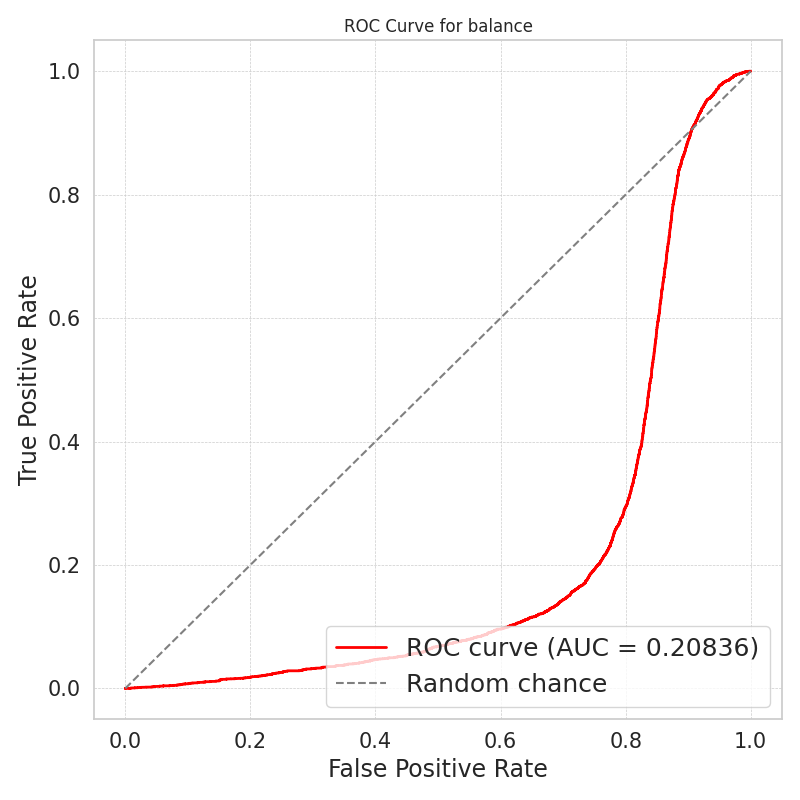 ROC Curve for balance
1.0
0.8
0.6
0.4
0.2
0.0
True Positive Rate
ROC curve (AUC = 0.20836)
Random chance
0.0 0.2 0.4 0.6 0.8 1.0
False Positive Rate